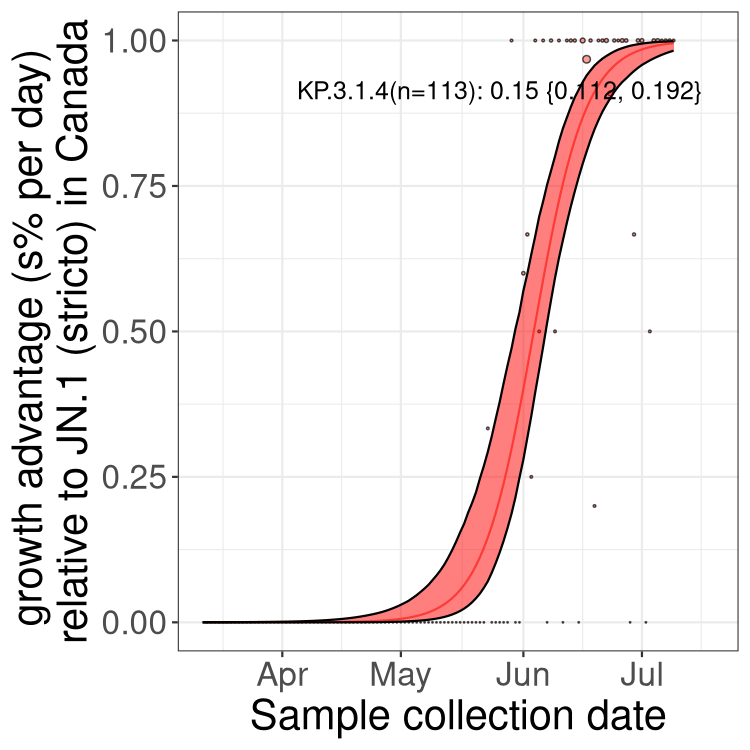 growth advantage (s% per day)
relative to JN.1 (stricto) in Canada
1.00
0.75
0.50
0.25
0.00
KP.3.1.4(n=113): 0.15 {0.112, 0.192}
Apr May Jun Jul
Sample collection date